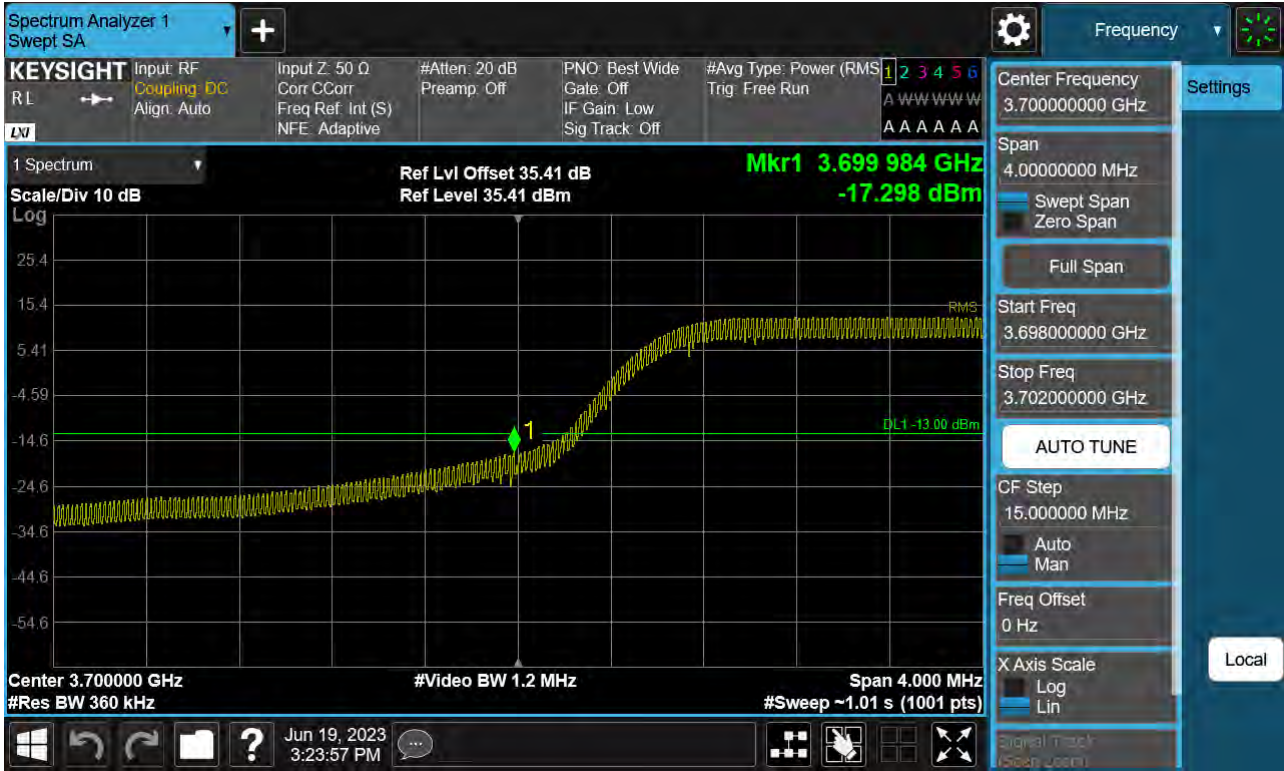 Spectrum Analyzer 1
Swept SA
+
Frequency
KEYSIGHT
RL
LXI
Input: RF
Coupling: DC
Align: Auto
Input Z: 50 Ω
Corr CCorr
Freq Ref: Int (S)
NFE: Adaptive
#Atten: 20 dB
Preamp: Off
PNO: Best Wide
Gate: Off
IF Gain: Low
Sig Track: Off
#Avg Type: Power (RMS
Trig: Free Run
1 2 3 4 5 6
A W W W W W
A A A A A A
1 Spectrum
Scale/Div 10 dB
Log
Ref Lvl Offset 35.41 dB
Ref Level 35.41 dBm
Mkr1 3.699 984 GHz
-17.298 dBm
25.4
15.4
5.41
-4.59
-14.6
-24.6
-34.6
-44.6
-54.6
RMS
DL1 -13.00 dBm
1
Center 3.700000 GHz
#Res BW 360 kHz
#Video BW 1.2 MHz
Span 4.000 MHz
#Sweep ~1.01 s (1001 pts)
Center Frequency
3.700000000 GHz
Settings
Span
4.00000000 MHz
Swept Span
Zero Span
Full Span
Start Freq
3.698000000 GHz
Stop Freq
3.702000000 GHz
AUTO TUNE
CF Step
15.000000 MHz
Auto
Man
Freq Offset
0 Hz
X Axis Scale
Log
Lin
Signal Track
(Span Zoom)
Local
?
Jun 19, 2023
3:23:57 PM